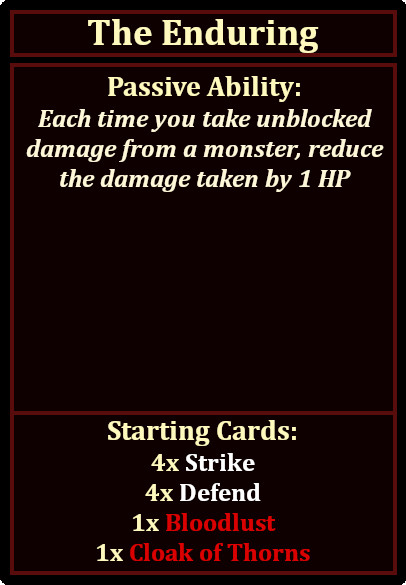 The Enduring
Passive Ability:
Each time you take unblocked
damage from a monster, reduce
the damage taken by 1 HP
Starting Cards:
4x Strike
4x Defend
1x Bloodlust
1x Cloak of Thorns